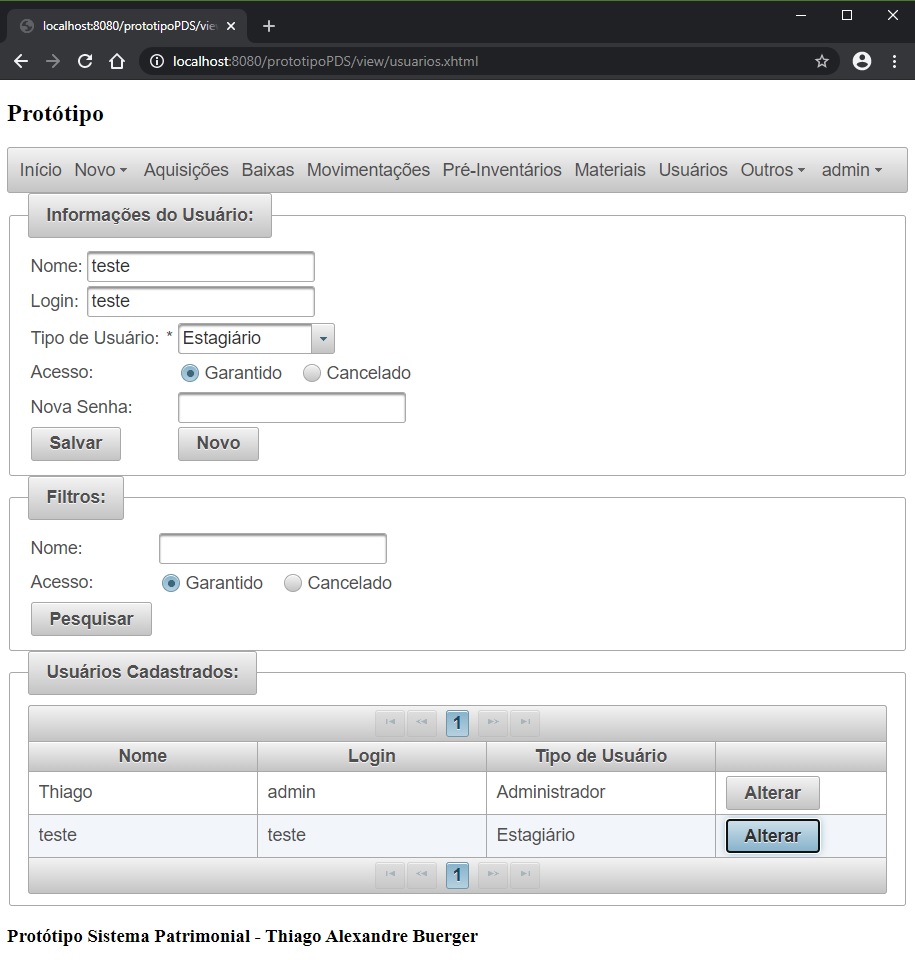 localhost:8080/prototipoPDS/vie
localhost:8080/prototipoPDS/view/usuarios.xhtml
Protótipo
Início Novo Aquisições Baixas Movimentações Pré-Inventários Materiais Usuários Outros admin
Informações do Usuário:
Nome: teste
Login: teste
Tipo de Usuário: * Estagiário
Acesso: Garantido Cancelado
Nova Senha:
Salvar Novo
Filtros:
Nome:
Acesso: Garantido Cancelado
Pesquisar
Usuários Cadastrados:
1
Nome Login Tipo de Usuário
Thiago admin Administrador Alterar
teste teste Estagiário Alterar
1
Protótipo Sistema Patrimonial - Thiago Alexandre Buerger